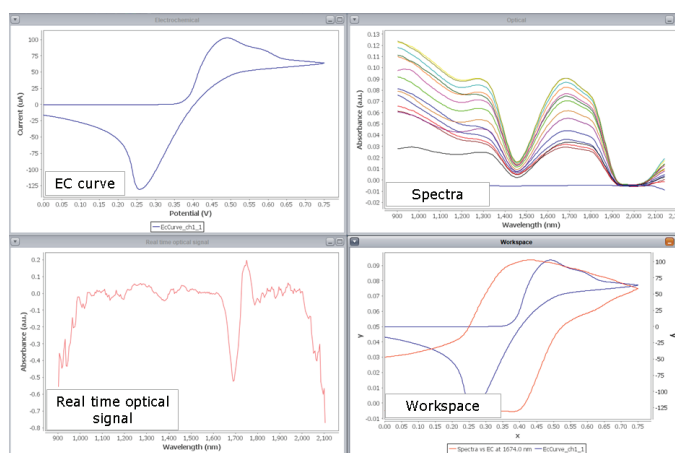 Electrochemical
Current (uA)
100
75
50
25
0
-25
-50
-75
-100
-125
0.00 0.05 0.10 0.15 0.20 0.25 0.30 0.35 0.40 0.45 0.50 0.55 0.60 0.65 0.70 0.75
Potential (V)
EcCurve_ch1_1
EC curve
Optical
Absorbance (a.u.)
0.13
0.12
0.11
0.10
0.09
0.08
0.07
0.06
0.05
0.04
0.03
0.02
0.01
0.00
-0.01
-0.02
900 1,000 1,100 1,200 1,300 1,400 1,500 1,600 1,700 1,800 1,900 2,000 2,100
Wavelength (nm)
Spectra
Real time optical signal
Absorbance (a.u.)
0.2
0.1
0.0
-0.1
-0.2
-0.3
-0.4
-0.5
-0.6
-0.7
-0.8
900 1,000 1,100 1,200 1,300 1,400 1,500 1,600 1,700 1,800 1,900 2,000 2,100
Wavelength (nm)
Real time optical
signal
Workspace
y
0.09
0.08
0.07
0.06
0.05
0.04
0.03
0.02
0.01
0.00
-0.01
100
75
50
25
0
-25
-50
-75
-100
-125
0.00 0.05 0.10 0.15 0.20 0.25 0.30 0.35 0.40 0.45 0.50 0.55 0.60 0.65 0.70 0.75
x
Spectra vs EC at 1674.0 nm EcCurve_ch1_1
Workspace